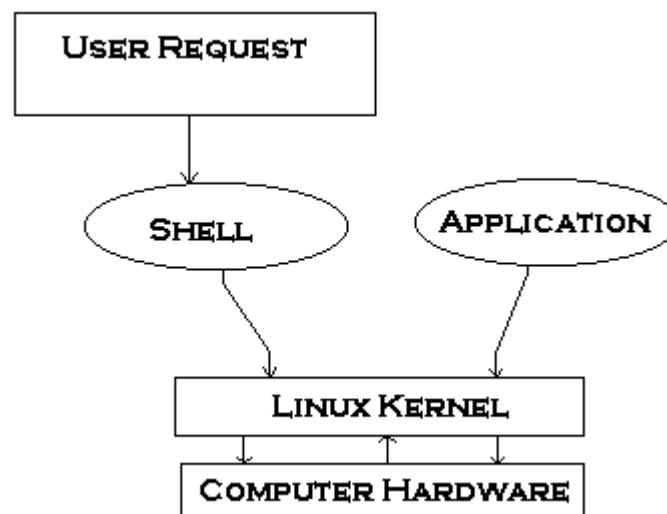 User Request
Shell
Application
Linux Kernel
Computer Hardware